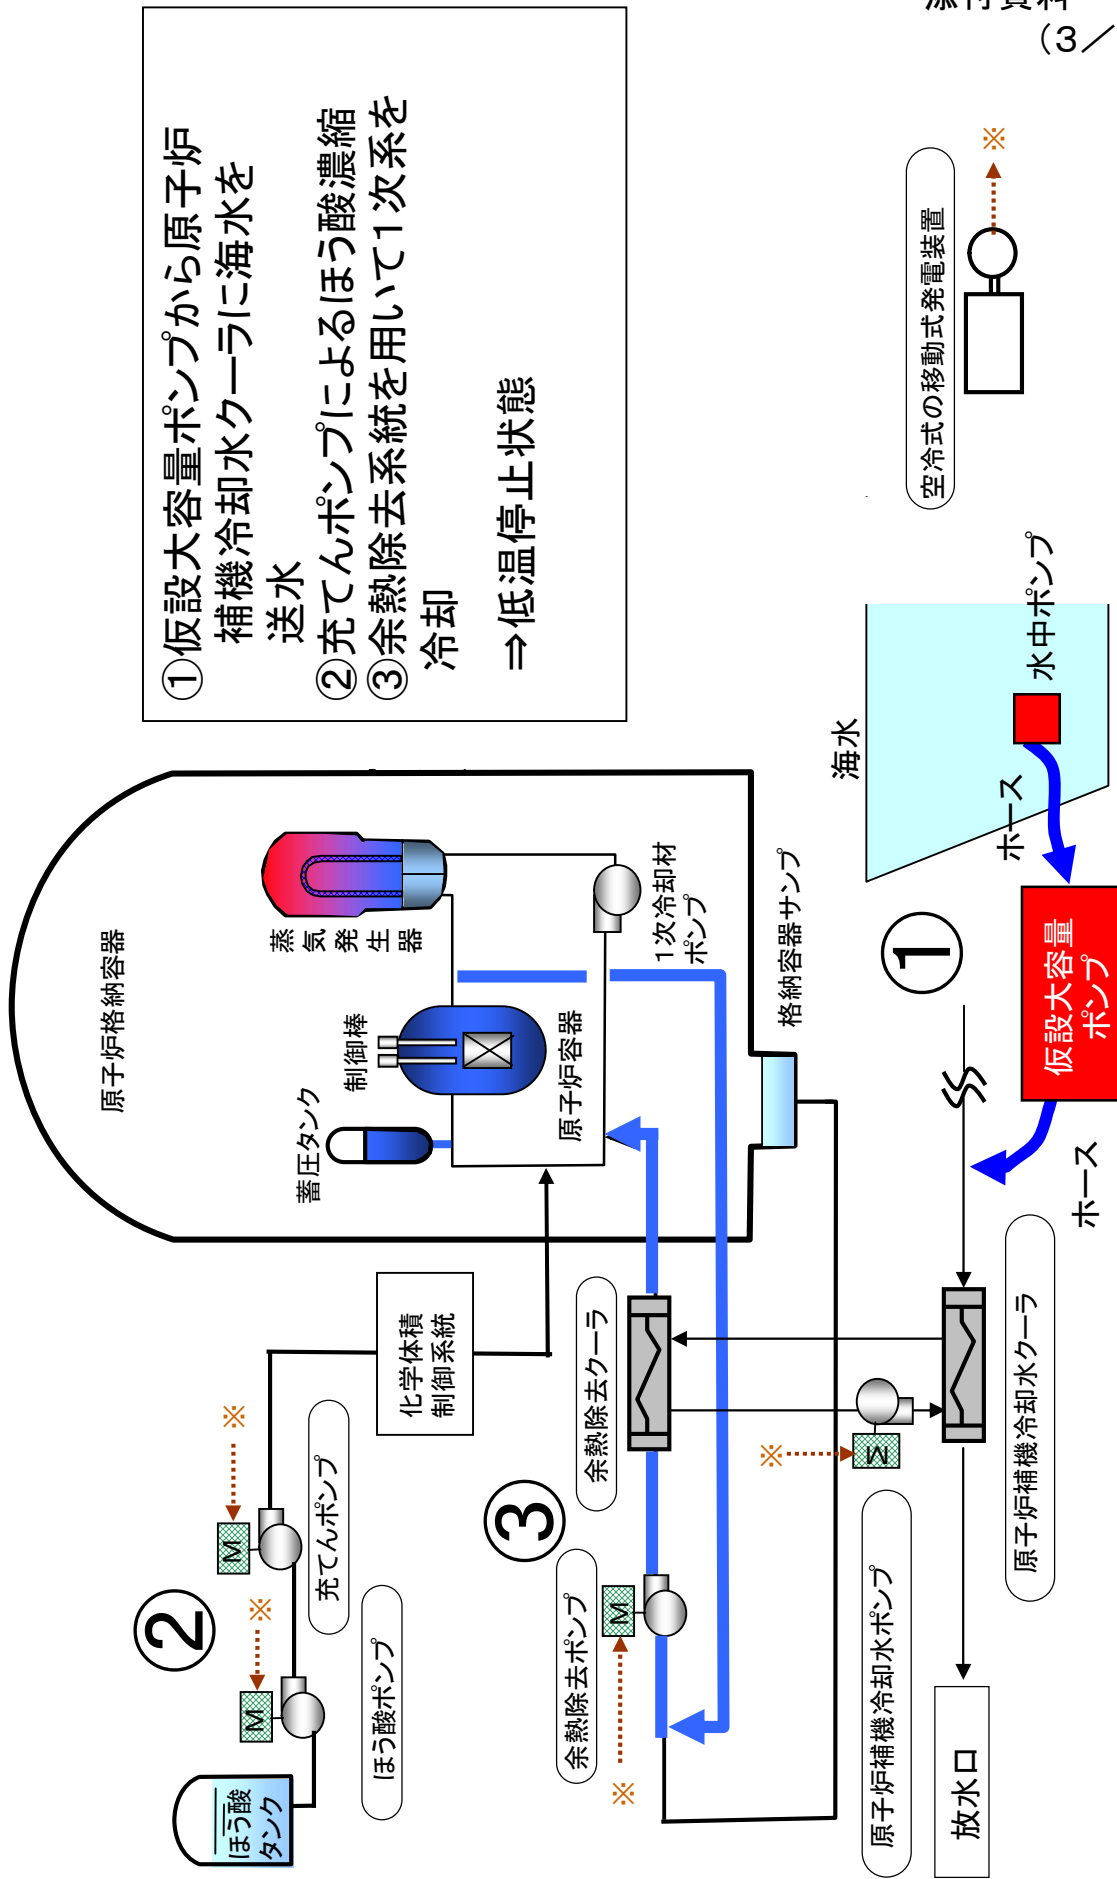 添付資料
(3／
①仮設大容量ポンプから原子炉
補機冷却水クーラに海水を
送水
②充てんポンプによるほう酸濃縮
③余熱除去系統を用いて1次系を
冷却
⇒低温停止状態
原子炉格納容器
蒸気発生器
制御棒
蓄圧タンク
原子炉容器
1次冷却材
ポンプ
格納容器サンプ
化学体積
制御系統
②
※
※
M
M
充てんポンプ
ほう酸ポンプ
ほう酸
タンク
③
余熱除去クーラ
余熱除去ポンプ
M
※
※
M
原子炉補機冷却水ポンプ
原子炉補機冷却水クーラ
放水口
①
海水
水中ポンプ
ホース
仮設大容量
ポンプ
ホース
空冷式の移動式発電装置
※